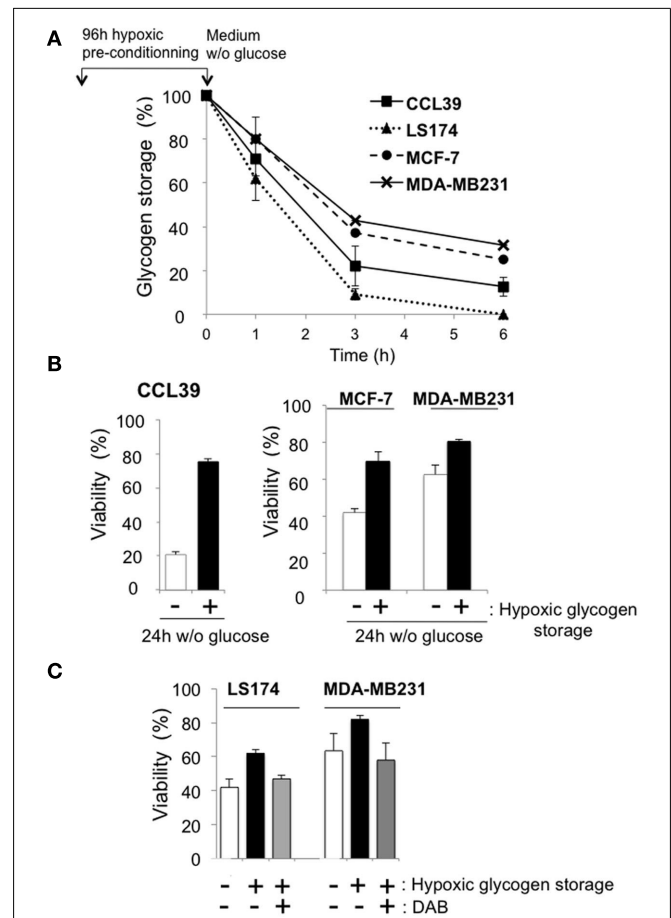 A
96h hypoxic
pre-conditionning
Medium
w/o glucose
Glycogen storage (%)
100
80
60
40
20
0
CCL39
LS174
MCF-7
MDA-MB231
0 1 2 3 4 5 6
Time (h)
B
CCL39
Viability (%)
100
80
60
40
20
0
- +
24h w/o glucose
MCF-7 MDA-MB231
Viability (%)
100
80
60
40
20
0
- + - + : Hypoxic glycogen
storage
24h w/o glucose
C
LS174 MDA-MB231
Viability (%)
100
80
60
40
20
0
- + + - + + : Hypoxic glycogen storage
+ + : DAB